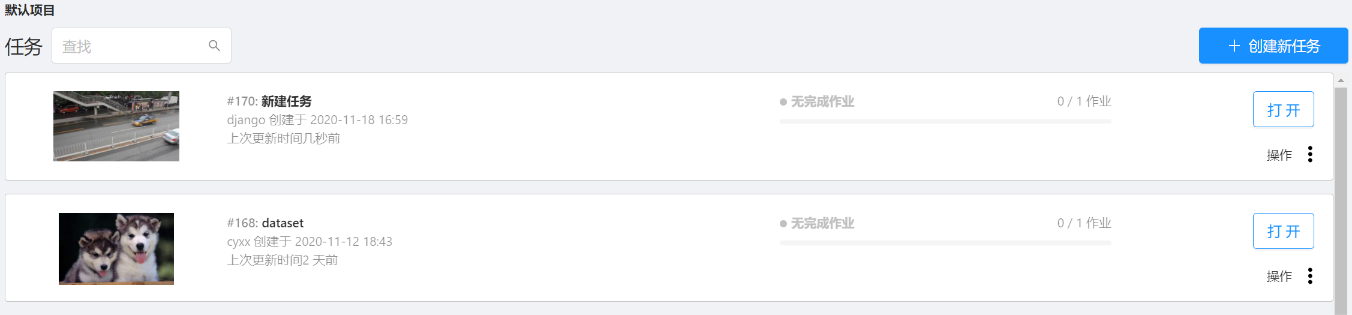 默认项目
任务 查找 创建新任务
#170: 新建任务 无完成作业 0 / 1 作业
django 创建于 2020-11-18 16:59
打 开
上次更新时间几秒前
操作
#168: dataset 无完成作业 0 / 1 作业
cyxx 创建于 2020-11-12 18:43
打 开
上次更新时间2 天前
操作